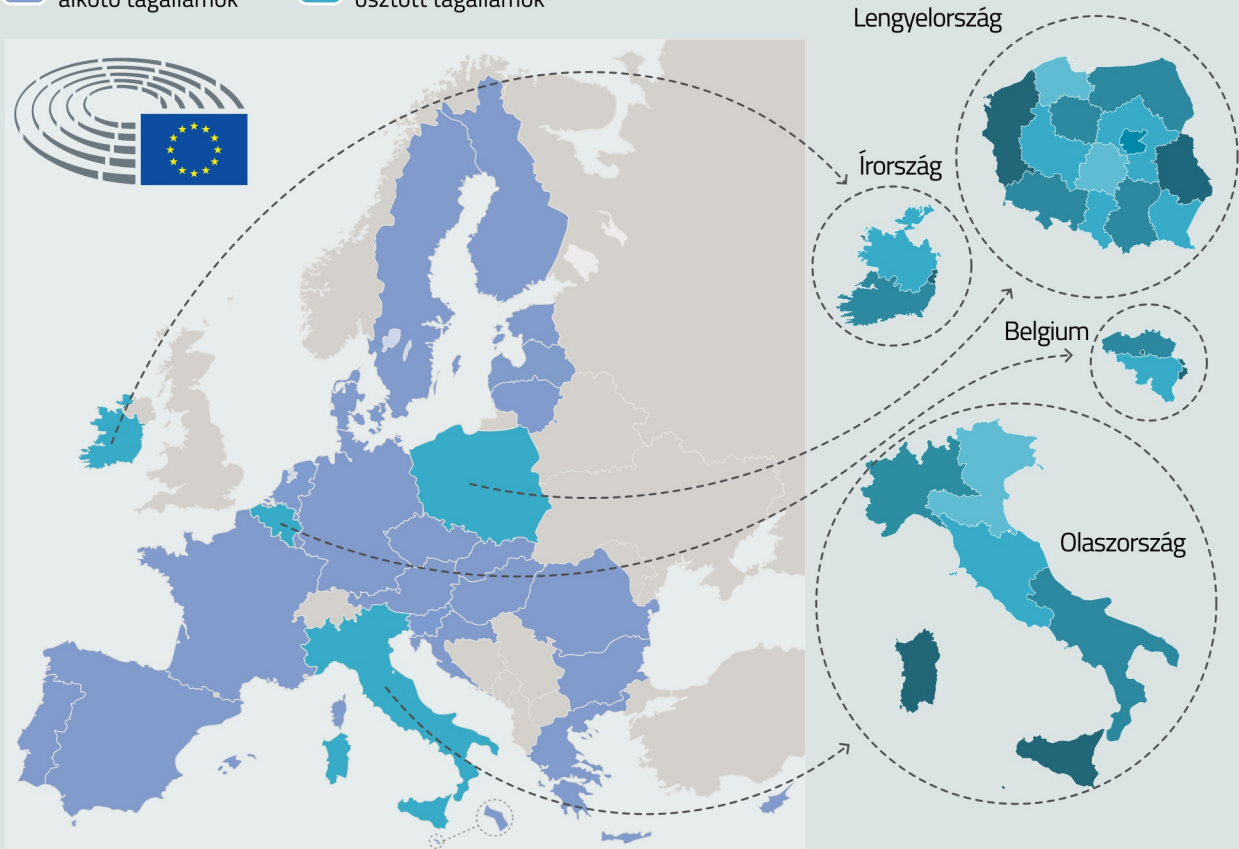 alkotó tagállamok
osztott tagállamok
Lengyelország
Írország
Belgium
Olaszország